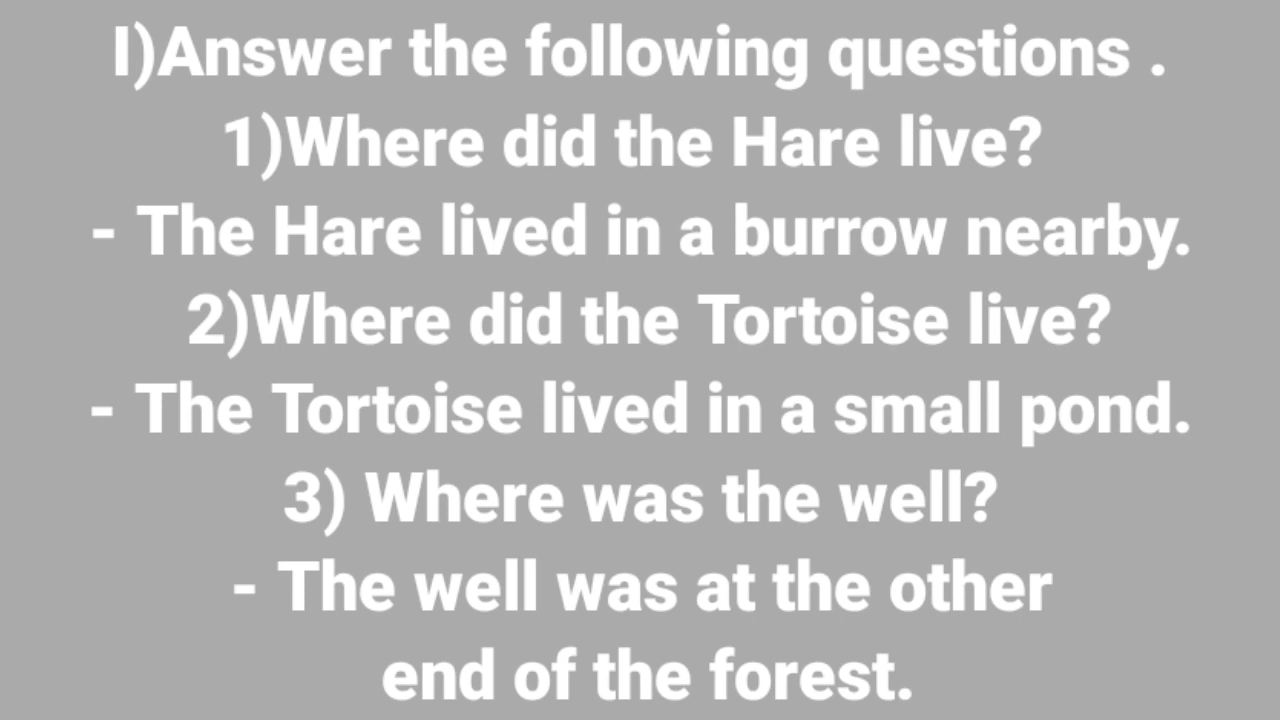 I)Answer the following questions .
1)Where did the Hare live?
- The Hare lived in a burrow nearby.
2)Where did the Tortoise live?
- The Tortoise lived in a small pond.
3) Where was the well?
- The well was at the other
end of the forest.